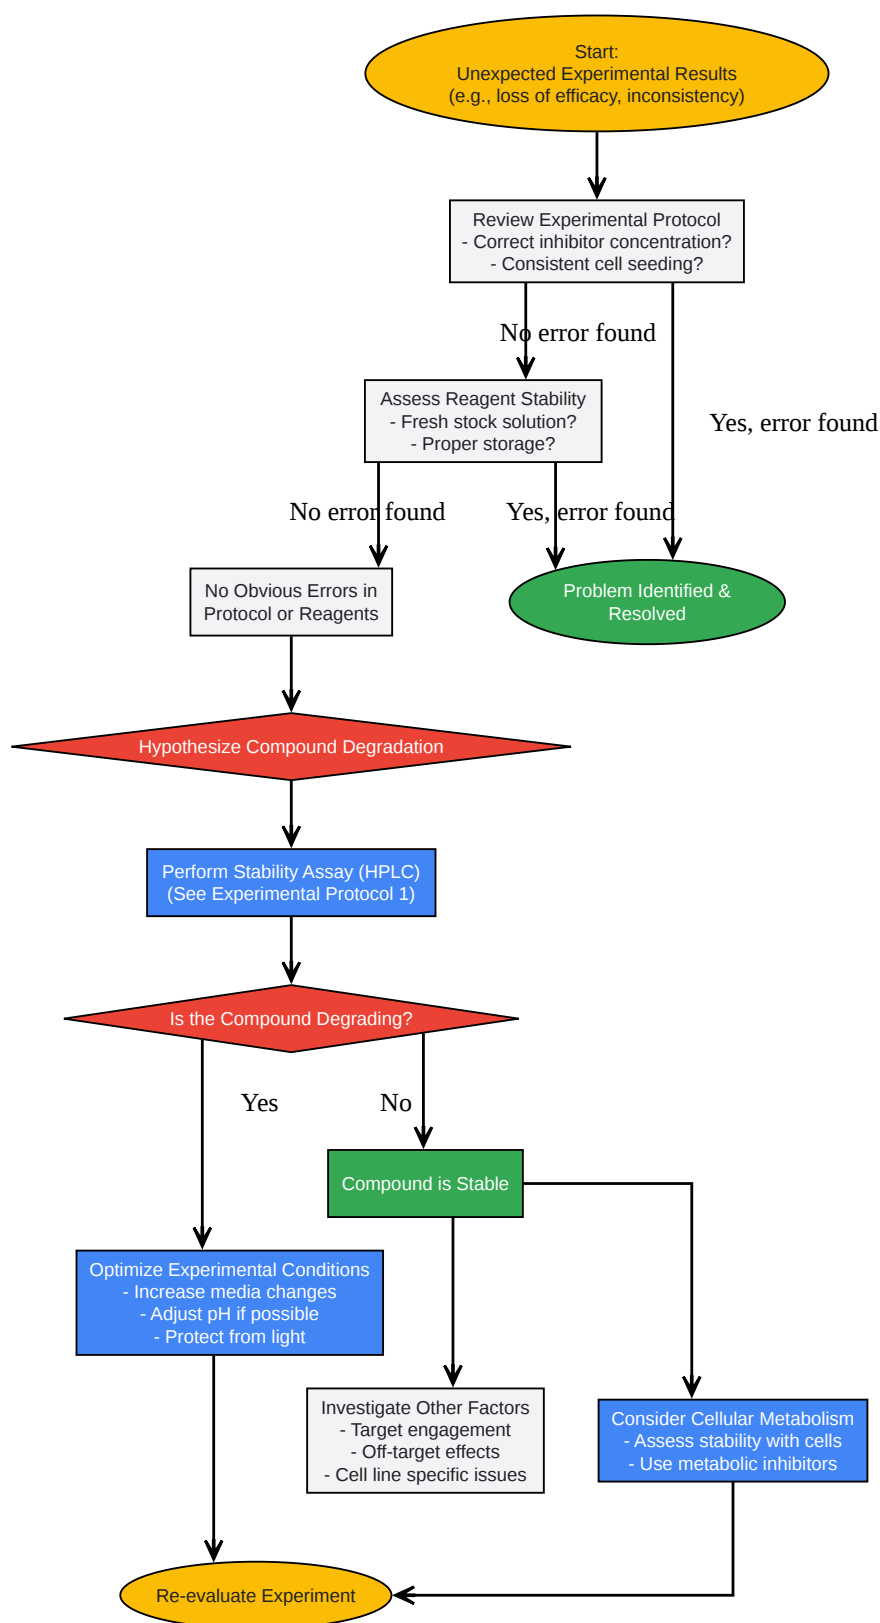 Start:
Unexpected Experimental Results
(e.g., loss of efficacy, inconsistency)
Review Experimental Protocol
- Correct inhibitor concentration?
- Consistent cell seeding?
No error found
Yes, error found
Assess Reagent Stability
- Fresh stock solution?
- Proper storage?
No error found
Yes, error found
No Obvious Errors in
Protocol or Reagents
Problem Identified &
Resolved
Hypothesize Compound Degradation
Perform Stability Assay (HPLC)
(See Experimental Protocol 1)
Is the Compound Degrading?
Yes
No
Compound is Stable
Optimize Experimental Conditions
- Increase media changes
- Adjust pH if possible
- Protect from light
Investigate Other Factors
- Target engagement
- Off-target effects
- Cell line specific issues
Consider Cellular Metabolism
- Assess stability with cells
- Use metabolic inhibitors
Re-evaluate Experiment